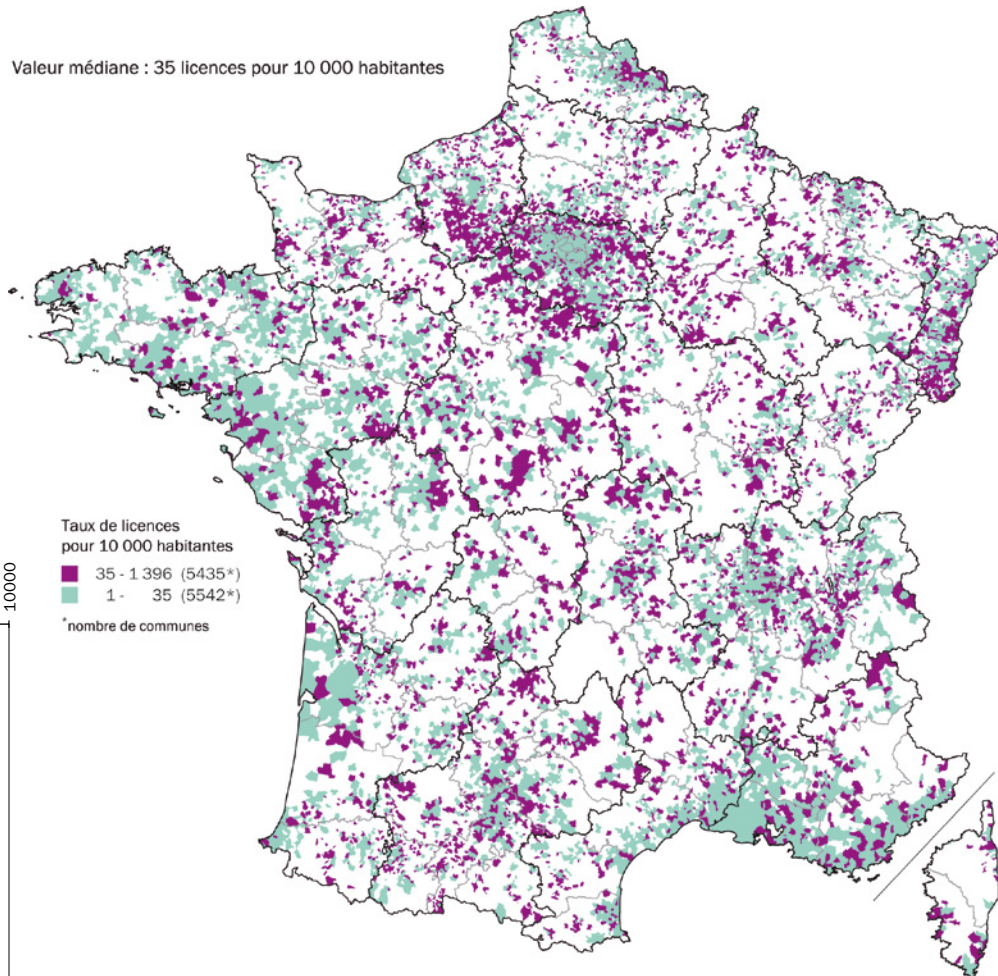 Valeur médiane : 35 licences pour 10 000 habitantes
Taux de licences
pour 10 000 habitantes
35 - 1 396 (5435*)
1 - 35 (5542*)
*nombre de communes
10000